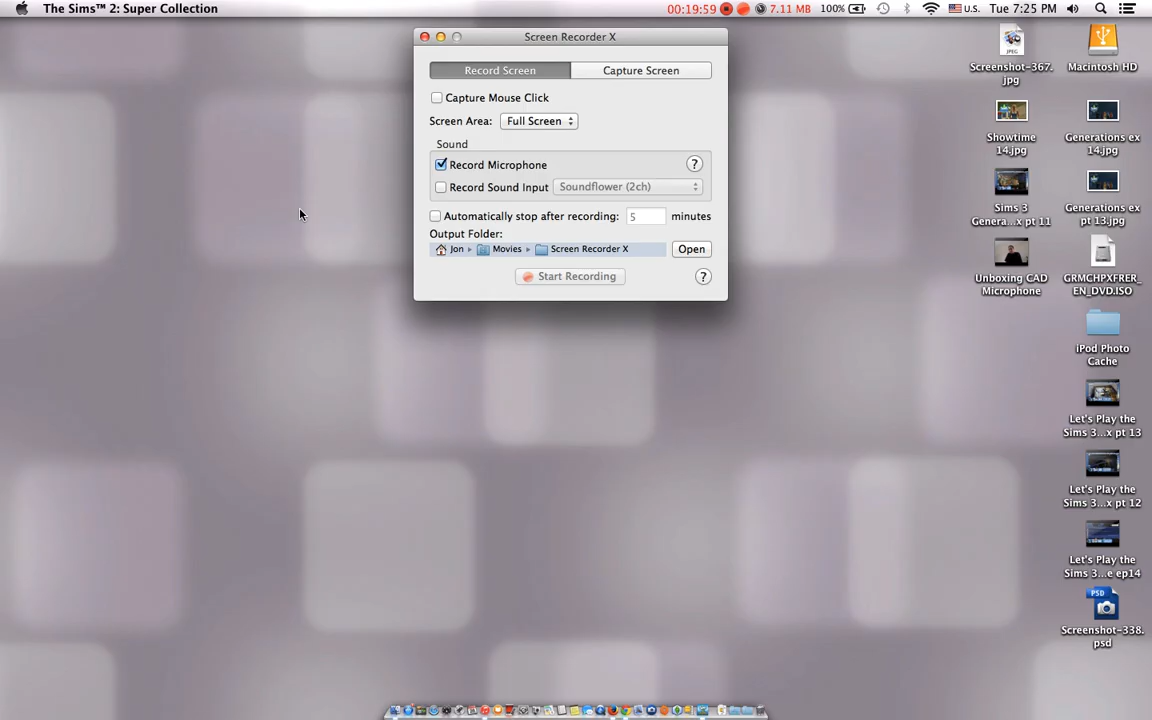 The Sims™ 2: Super Collection
00:19:59 7.11 MB 100% U.S. Tue 7:25 PM
Screen Recorder X
Record Screen Capture Screen
Capture Mouse Click
Screen Area: Full Screen
Sound
Record Microphone ?
Record Sound Input Soundflower (2ch)
Automatically stop after recording: 5 minutes
Output Folder:
Jon Movies Screen Recorder X Open
Start Recording ?
Screenshot-367.
jpg
Macintosh HD
Showtime
14.jpg
Generations ex
14.jpg
Sims 3
Genera...x pt 11
Generations ex
pt 13.jpg
Unboxing CAD
Microphone
GRMCHPXFRER_
EN_DVD.ISO
iPod Photo
Cache
Let's Play the
Sims 3...x pt 13
Let's Play the
Sims 3...x pt 12
Let's Play the
Sims 3...e ep14
PSD
Screenshot-338.
psd